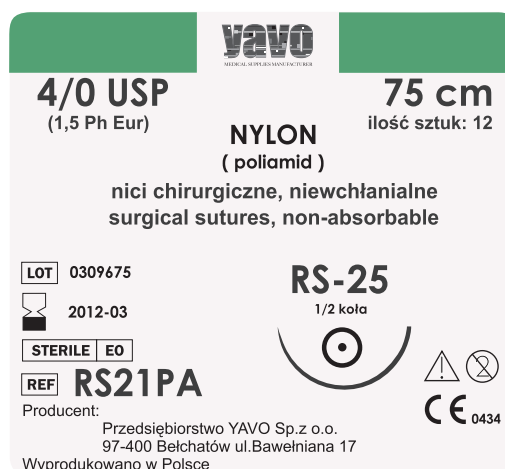 yavo
MEDICAL SUPPLIES MANUFACTURER
4/0 USP
(1,5 Ph Eur)
75 cm
ilość sztuk: 12
NYLON
( poliamid )
nici chirurgiczne, niewchłanialne
surgical sutures, non-absorbable
LOT 0309675
2012-03
STERILE EO
REF RS21PA
RS-25
1/2 koła
2
CE 0434
Producent:
Przedsiębiorstwo YAVO Sp.z o.o.
97-400 Bełchatów ul.Bawełniana 17
Wyprodukowano w Polsce